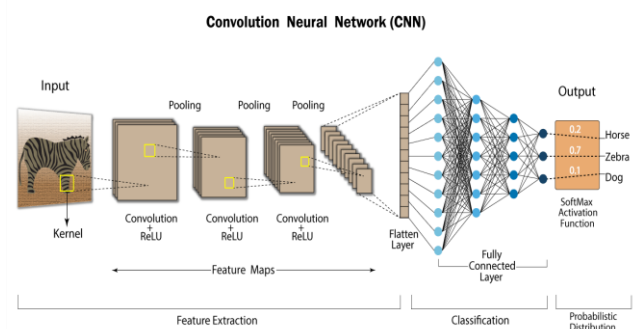 Convolution Neural Network (CNN)
Input
Output
Pooling
Pooling
Pooling
0.2
Horse
0.7
Zebra
0.1
Dog
SoftMax
Activation
Function
Kernel
Convolution
+
ReLU
Convolution
+
ReLU
Convolution
+
ReLU
Flatten
Layer
Fully
Connected
Layer
Feature Maps
Feature Extraction
Classification
Probabilistic
Distribution